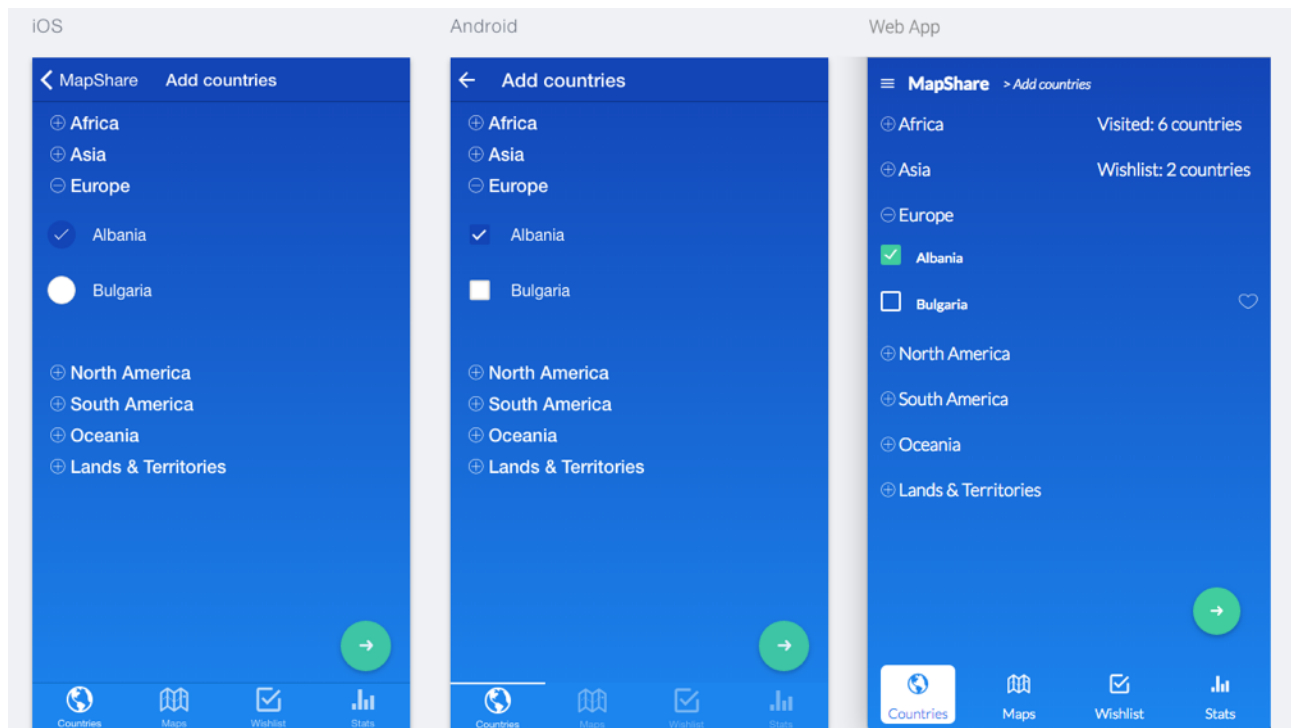 iOS
MapShare Add countries
Africa
Asia
Europe
Albania
Bulgaria
North America
South America
Oceania
Lands & Territories
Countries Maps Wishlist Stats
Android
Add countries
Africa
Asia
Europe
Albania
Bulgaria
North America
South America
Oceania
Lands & Territories
Countries Maps Wishlist Stats
Web App
MapShare > Add countries
Africa Visited: 6 countries
Asia Wishlist: 2 countries
Europe
Albania
Bulgaria
North America
South America
Oceania
Lands & Territories
Countries Maps Wishlist Stats